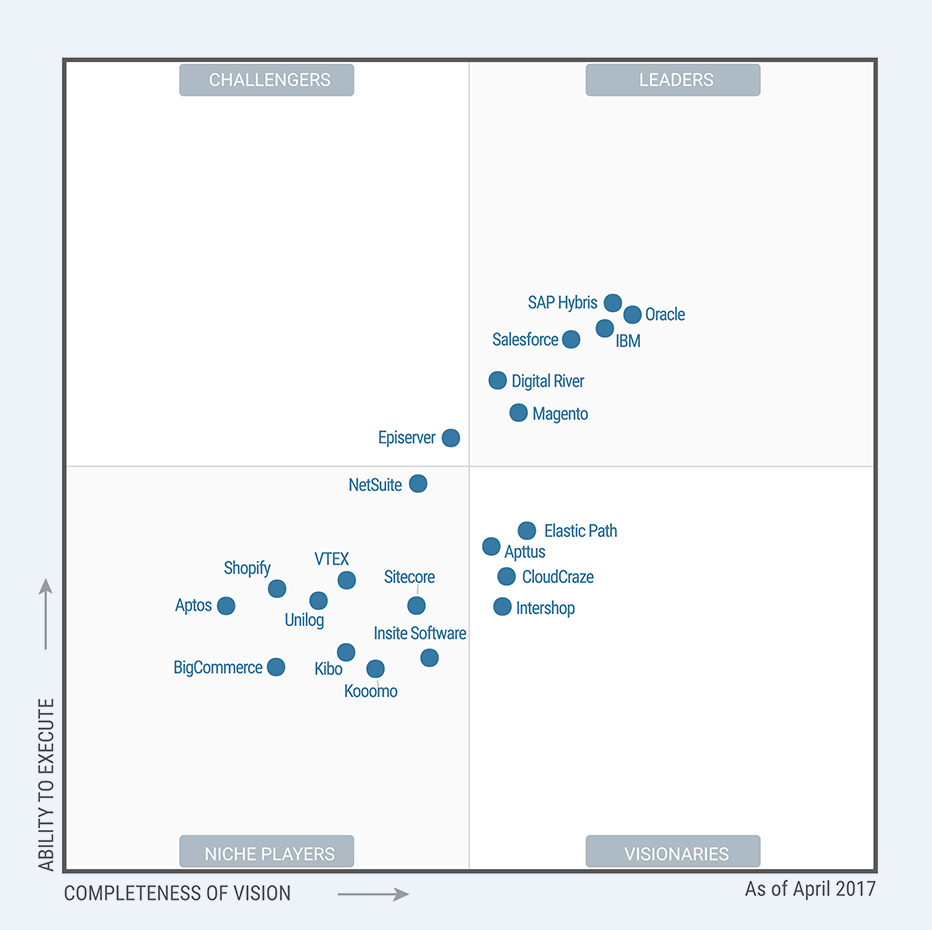 CHALLENGERS
LEADERS
SAP Hybris
Oracle
Salesforce
IBM
Digital River
Magento
Episerver
NetSuite
Elastic Path
Apttus
VTEX
Shopify
Sitecore
CloudCraze
Aptos
Unilog
Intershop
Insite Software
BigCommerce
Kibo
Kooomo
ABILITY TO EXECUTE
NICHE PLAYERS
VISIONARIES
COMPLETENESS OF VISION
As of April 2017